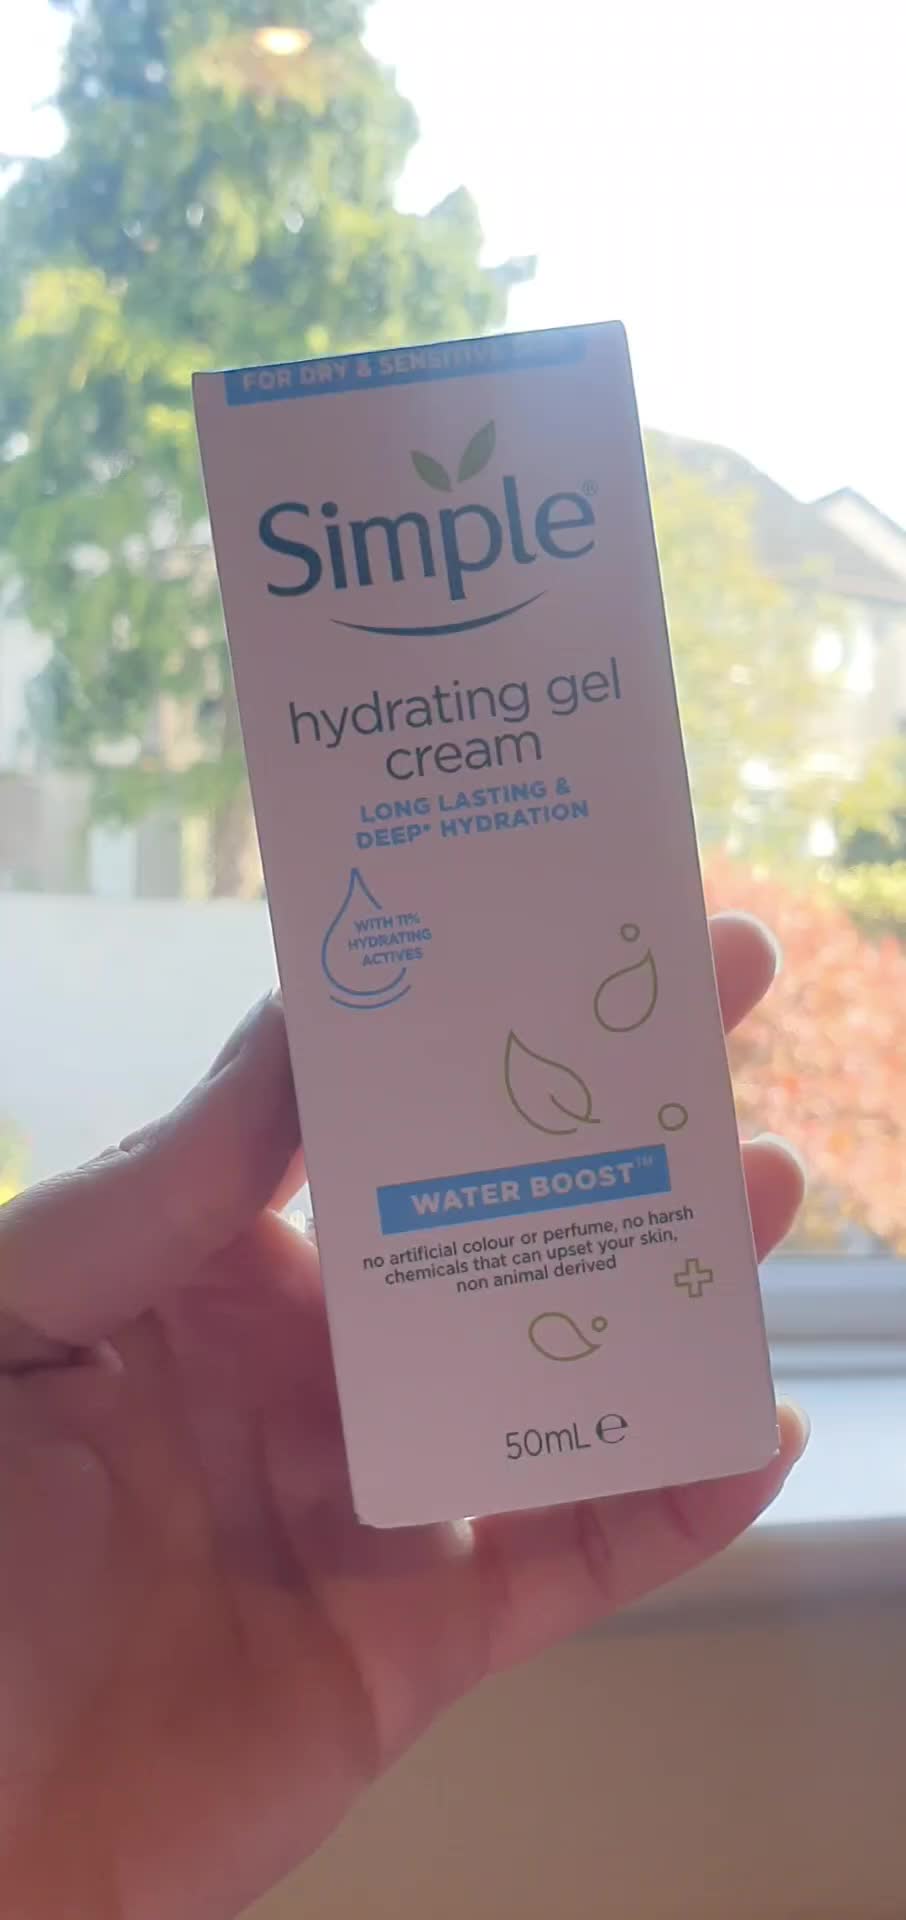 FOR DRY & SENSITIVE
Simple®
hydrating gel
cream
LONG LASTING &
DEEP* HYDRATION
WITH 11%
HYDRATING
ACTIVES
WATER BOOST™
no artificial colour or perfume, no harsh
chemicals that can upset your skin,
non animal derived
50mL e